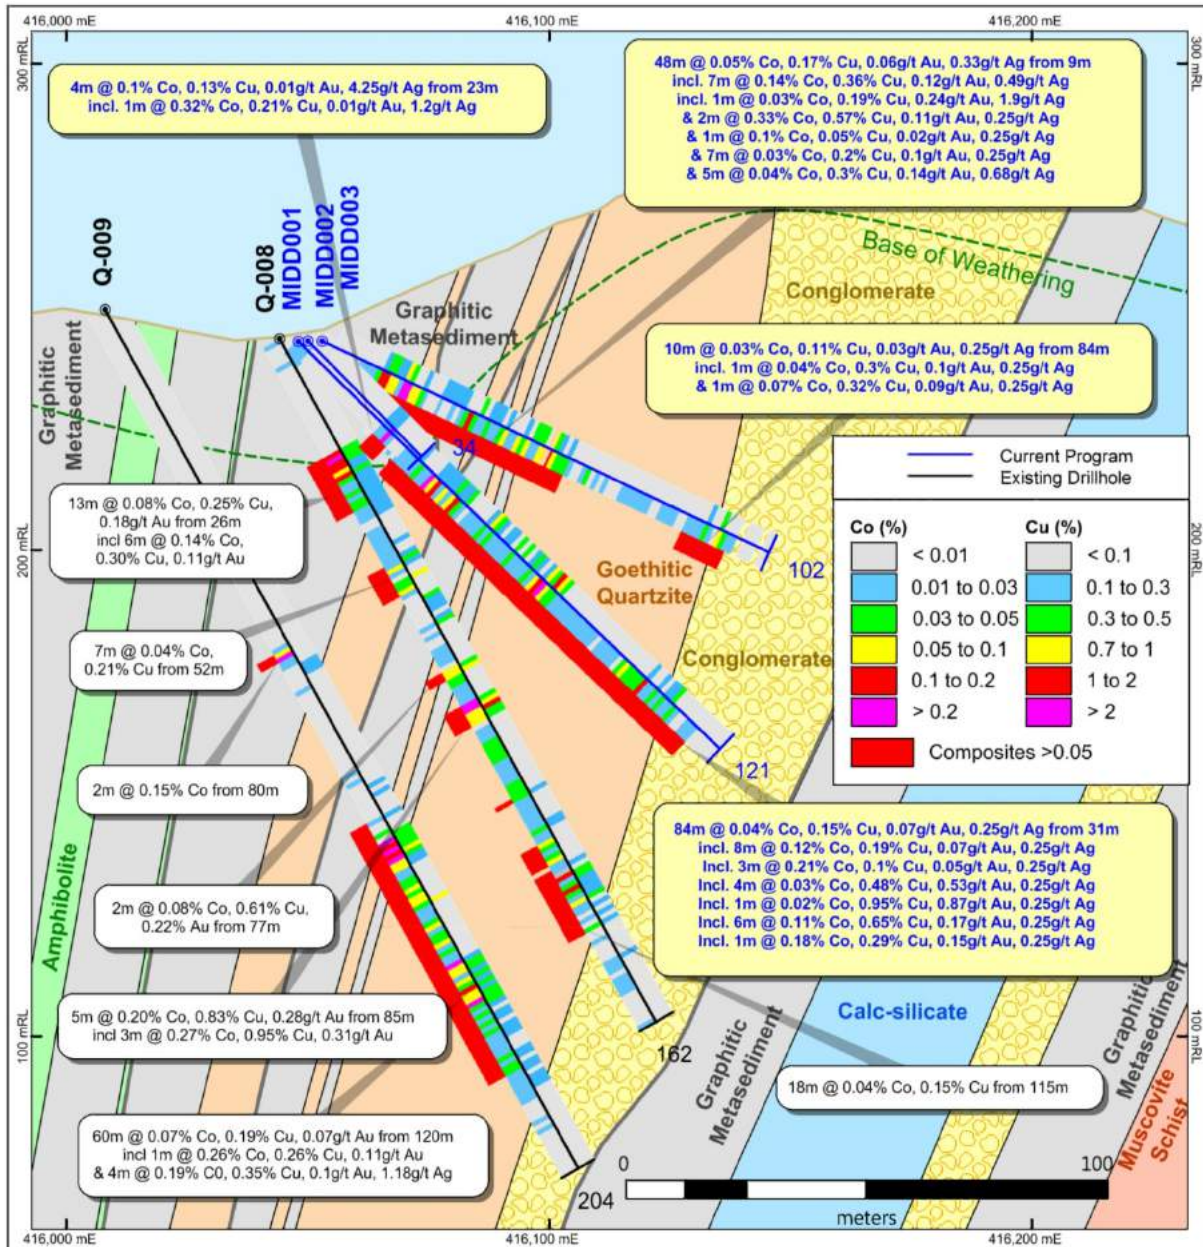 416,000 mE
416,100 mE
416,200 mE
300 mRL
300 mRL
4m @ 0.1% Co, 0.13% Cu, 0.01g/t Au, 4.25g/t Ag from 23m
incl. 1m @ 0.32% Co, 0.21% Cu, 0.01g/t Au, 1.2g/t Ag
48m @ 0.05% Co, 0.17% Cu, 0.06g/t Au, 0.33g/t Ag from 9m
incl. 7m @ 0.14% Co, 0.36% Cu, 0.12g/t Au, 0.49g/t Ag
incl. 1m @ 0.03% Co, 0.19% Cu, 0.24g/t Au, 1.9g/t Ag
& 2m @ 0.33% Co, 0.57% Cu, 0.11g/t Au, 0.25g/t Ag
& 1m @ 0.1% Co, 0.05% Cu, 0.02g/t Au, 0.25g/t Ag
& 7m @ 0.03% Co, 0.2% Cu, 0.1g/t Au, 0.25g/t Ag
& 5m @ 0.04% Co, 0.3% Cu, 0.14g/t Au, 0.68g/t Ag
Q-009
Q-008
MIDD001
MIDD002
MIDD003
Base of Weathering
Conglomerate
Graphitic
Metasediment
Graphitic
Metasediment
10m @ 0.03% Co, 0.11% Cu, 0.03g/t Au, 0.25g/t Ag from 84m
incl. 1m @ 0.04% Co, 0.3% Cu, 0.1g/t Au, 0.25g/t Ag
& 1m @ 0.07% Co, 0.32% Cu, 0.09g/t Au, 0.25g/t Ag
34
Current Program
Existing Drillhole
Co (%)
Cu (%)
< 0.01
< 0.1
0.01 to 0.03
0.1 to 0.3
0.03 to 0.05
0.3 to 0.5
0.05 to 0.1
0.7 to 1
0.1 to 0.2
1 to 2
> 0.2
> 2
Composites >0.05
13m @ 0.08% Co, 0.25% Cu,
0.18g/t Au from 26m
incl 6m @ 0.14% Co,
0.30% Cu, 0.11g/t Au
200 mRL
200 mRL
102
Goethitic
Quartzite
Conglomerate
7m @ 0.04% Co,
0.21% Cu from 52m
121
2m @ 0.15% Co from 80m
84m @ 0.04% Co, 0.15% Cu, 0.07g/t Au, 0.25g/t Ag from 31m
incl. 8m @ 0.12% Co, 0.19% Cu, 0.07g/t Au, 0.25g/t Ag
Incl. 3m @ 0.21% Co, 0.1% Cu, 0.05g/t Au, 0.25g/t Ag
Incl. 4m @ 0.03% Co, 0.48% Cu, 0.53g/t Au, 0.25g/t Ag
Incl. 1m @ 0.02% Co, 0.95% Cu, 0.87g/t Au, 0.25g/t Ag
Incl. 6m @ 0.11% Co, 0.65% Cu, 0.17g/t Au, 0.25g/t Ag
Incl. 1m @ 0.18% Co, 0.29% Cu, 0.15g/t Au, 0.25g/t Ag
Amphibolite
2m @ 0.08% Co, 0.61% Cu,
0.22% Au from 77m
5m @ 0.20% Co, 0.83% Cu, 0.28g/t Au from 85m
incl 3m @ 0.27% Co, 0.95% Cu, 0.31g/t Au
Calc-silicate
Graphitic
Metasediment
Graphitic
Metasediment
100 mRL
100 mRL
162
18m @ 0.04% Co, 0.15% Cu from 115m
Muscovite
Schist
60m @ 0.07% Co, 0.19% Cu, 0.07g/t Au from 120m
incl 1m @ 0.26% Co, 0.26% Cu, 0.11g/t Au
& 4m @ 0.19% C0, 0.35% Cu, 0.1g/t Au, 1.18g/t Ag
204
0
100
meters
416,000 mE
416,100 mE
416,200 mE